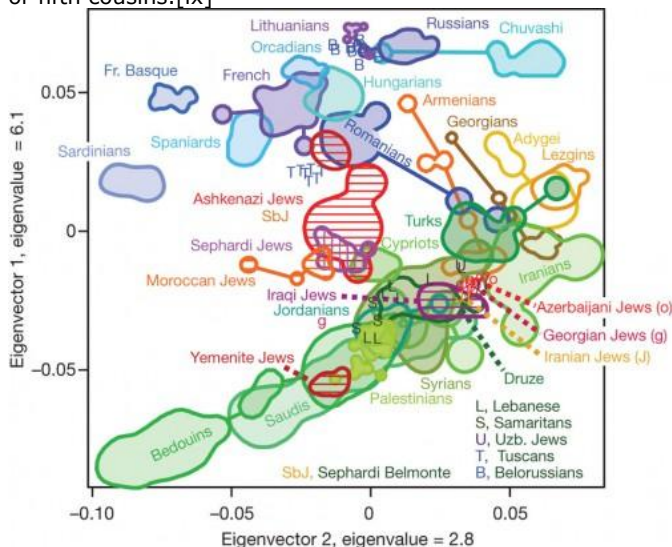 or fifth cousins.[ix]
Lithuanians
Russians
Chuvashi
Orcadians
Fr. Basque
French
Hungarians
Armenians
Georgians
Adygei
Lezgins
Spaniards
Romanians
Sardinians
T T T
T T
Ashkenazi Jews
SbJ
Turks
Sephardi Jews
Cypriots
Iranians
Moroccan Jews
Iraqi Jews
Jordanians
g
Azerbaijani Jews (o)
Georgian Jews (g)
Iranian Jews (J)
Yemenite Jews
Druze
Syrians
Palestinians
Saudis
Bedouins
L, Lebanese
S, Samaritans
U, Uzb. Jews
T, Tuscans
B, Belorussians
SbJ, Sephardi Belmonte
0.05
0
−0.05
Eigenvector 1, eigenvalue = 6.1
−0.10 −0.05 0 0.05
Eigenvector 2, eigenvalue = 2.8